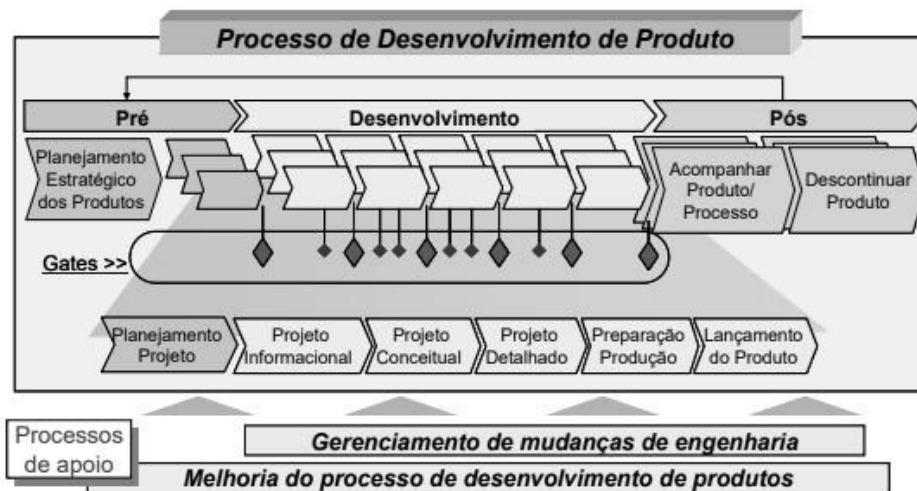 Processo de Desenvolvimento de Produto
Pré
Desenvolvimento
Pós
Planejamento
Estratégico
dos Produtos
Acompanhar
Produto/
Processo
Descontinuar
Produto
Gates >>
Planejamento
Projeto
Projeto
Informacional
Projeto
Conceitual
Projeto
Detalhado
Preparação
Produção
Lançamento
do Produto
Processos
de apoio
Gerenciamento de mudanças de engenharia
Melhoria do processo de desenvolvimento de produtos